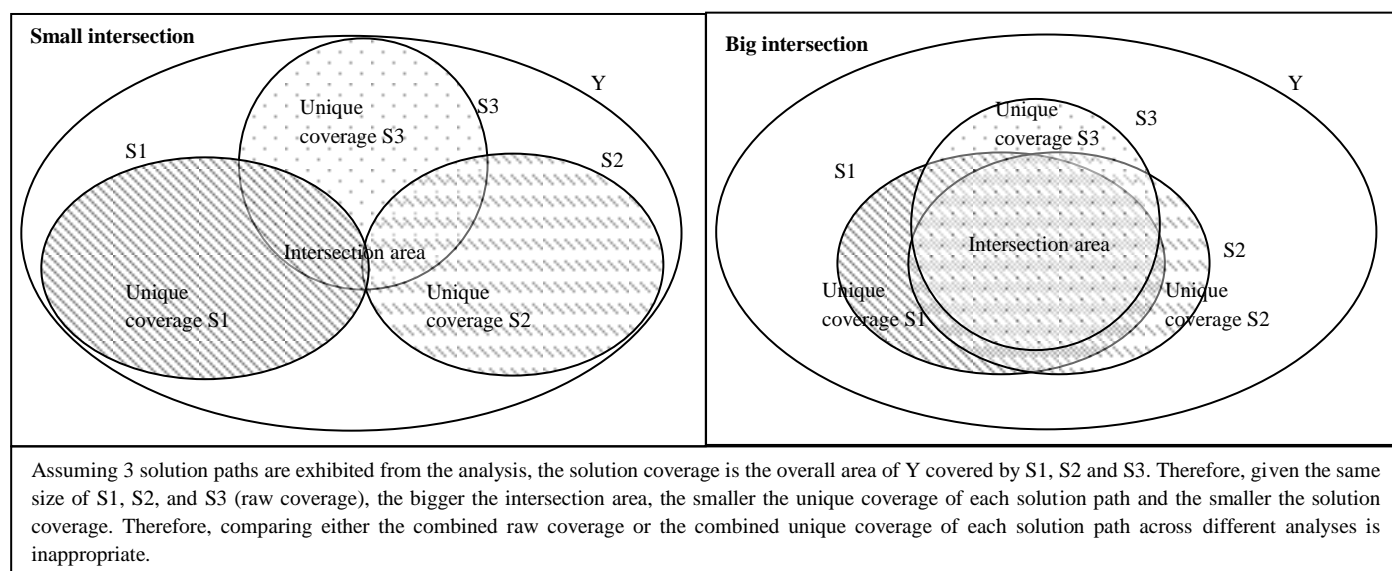 Small intersection
Y
Unique
coverage S3
S3
S1
S2
Intersection area
Unique
coverage S1
Unique
coverage S2
Big intersection
Y
Unique
coverage S3
S3
S1
Intersection area
S2
Unique
coverage S1
Unique
coverage S2
Assuming 3 solution paths are exhibited from the analysis, the solution coverage is the overall area of Y covered by S1, S2 and S3. Therefore, given the same
size of S1, S2, and S3 (raw coverage), the bigger the intersection area, the smaller the unique coverage of each solution path and the smaller the solution
coverage. Therefore, comparing either the combined raw coverage or the combined unique coverage of each solution path across different analyses is
inappropriate.